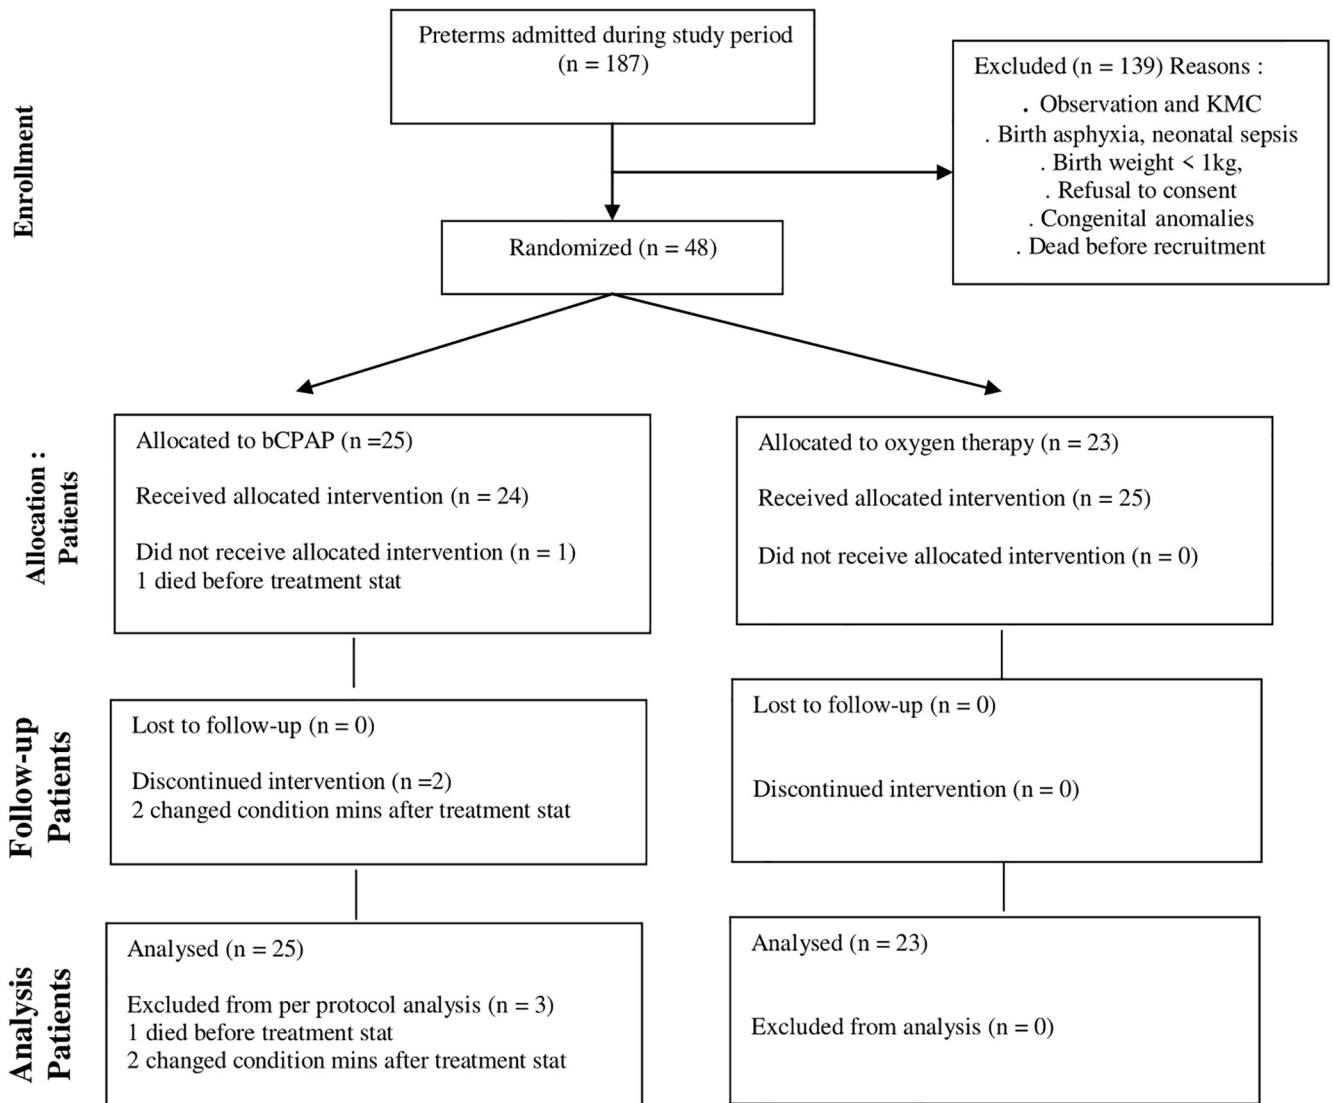 Enrollment
Preterms admitted during study period
(n = 187)
Excluded (n = 139) Reasons :
. Observation and KMC
. Birth asphyxia, neonatal sepsis
. Birth weight < 1kg,
. Refusal to consent
. Congenital anomalies
. Dead before recruitment
Randomized (n = 48)
Allocation :
Patients
Allocated to bCPAP (n =25)
Received allocated intervention (n = 24)
Did not receive allocated intervention (n = 1)
1 died before treatment stat
Allocated to oxygen therapy (n = 23)
Received allocated intervention (n = 25)
Did not receive allocated intervention (n = 0)
Follow-up
Patients
Lost to follow-up (n = 0)
Discontinued intervention (n =2)
2 changed condition mins after treatment stat
Lost to follow-up (n = 0)
Discontinued intervention (n = 0)
Analysis
Patients
Analysed (n = 25)
Excluded from per protocol analysis (n = 3)
1 died before treatment stat
2 changed condition mins after treatment stat
Analysed (n = 23)
Excluded from analysis (n = 0)